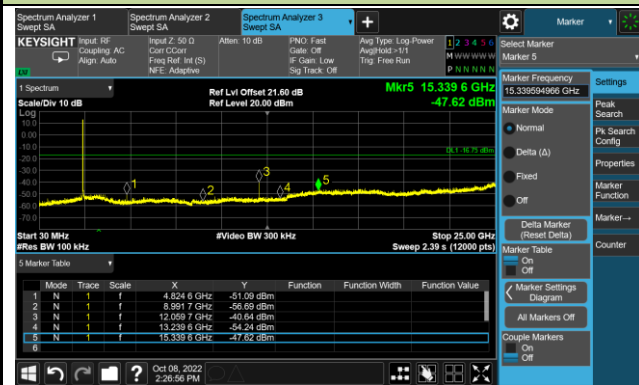 Spectrum Analyzer 1
Swept SA
Spectrum Analyzer 2
Swept SA
Spectrum Analyzer 3
Swept SA
+
Marker
KEYSIGHT
Input: RF
Coupling: AC
Align: Auto
Input Z: 50 Ω
Corr CCorr
Freq Ref: Int (S)
NFE: Adaptive
Atten: 10 dB
PNO: Fast
Gate: Off
IF Gain: Low
Sig Track: Off
Avg Type: Log-Power
Avg|Hold:>1/1
Trig: Free Run
1 2 3 4 5 6
M W W W W W
P N N N N N
LXI
1 Spectrum
Scale/Div 10 dB
Ref Lvl Offset 21.60 dB
Ref Level 20.00 dBm
Mkr5 15.339 6 GHz
-47.62 dBm
Log
10.0
0.00
-10.0
-20.0
-30.0
-40.0
-50.0
-60.0
-70.0
DL1 -16.75 dBm
1
2
3
4
5
Start 30 MHz
#Res BW 100 kHz
#Video BW 300 kHz
Stop 25.00 GHz
Sweep 2.39 s (12000 pts)
5 Marker Table
Mode Trace Scale X Y Function Function Width Function Value
1 N 1 f 4.824 6 GHz -51.09 dBm
2 N 1 f 8.991 7 GHz -56.69 dBm
3 N 1 f 12.059 7 GHz -40.64 dBm
4 N 1 f 13.239 6 GHz -54.24 dBm
5 N 1 f 15.339 6 GHz -47.62 dBm
6
?
Oct 08, 2022
2:26:56 PM
Select Marker
Marker 5
Marker Frequency
15.339594966 GHz
Marker Mode
Normal
Delta (Δ)
Fixed
Off
Delta Marker
(Reset Delta)
Marker Table
On
Off
Marker Settings
Diagram
All Markers Off
Couple Markers
On
Off
Settings
Peak
Search
Pk Search
Config
Properties
Marker
Function
Marker→
Counter